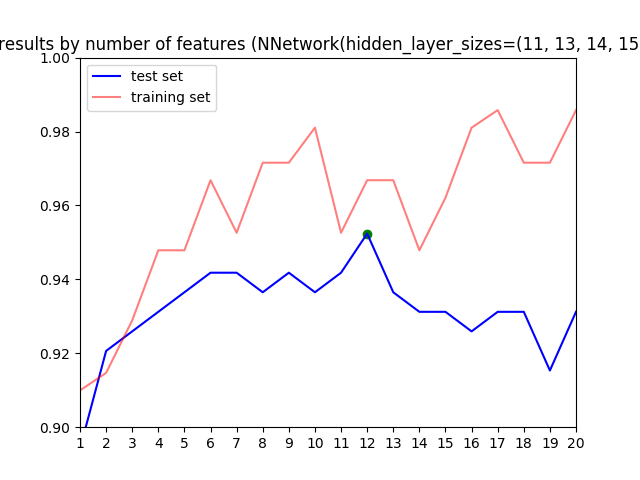 results by number of features (NNetwork(hidden_layer_sizes=(11, 13, 14, 15
test set
training set
1.00
0.98
0.96
0.94
0.92
0.90
1 2 3 4 5 6 7 8 9 10 11 12 13 14 15 16 17 18 19 20